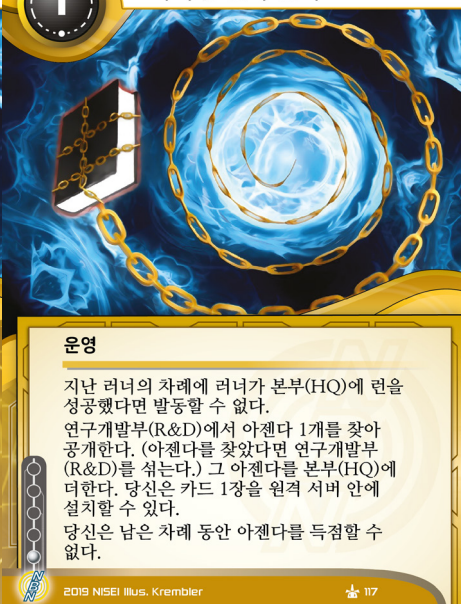 1
운영
지난 러너의 차례에 러너가 본부(HQ)에 런을
성공했다면 발동할 수 없다.
연구개발부(R&D)에서 아젠다 1개를 찾아
공개한다. (아젠다를 찾았다면 연구개발부
(R&D)를 섞는다.) 그 아젠다를 본부(HQ)에
더한다. 당신은 카드 1장을 원격 서버 안에
설치할 수 있다.
당신은 남은 차례 동안 아젠다를 득점할 수
없다.
NBN
2019 NISEI Illus. Krembler
117